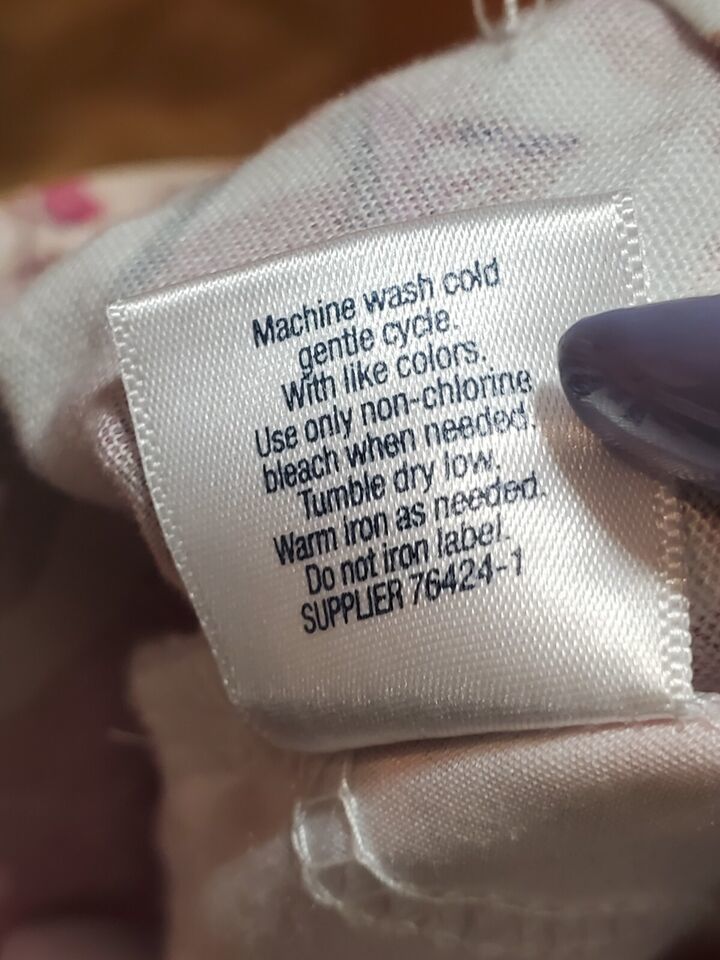 Machine wash cold
gentle cycle.
With like colors.
Use only non-chlorine
bleach when needed.
Tumble dry low.
Warm iron as needed.
Do not iron label.
SUPPLIER 76424-1